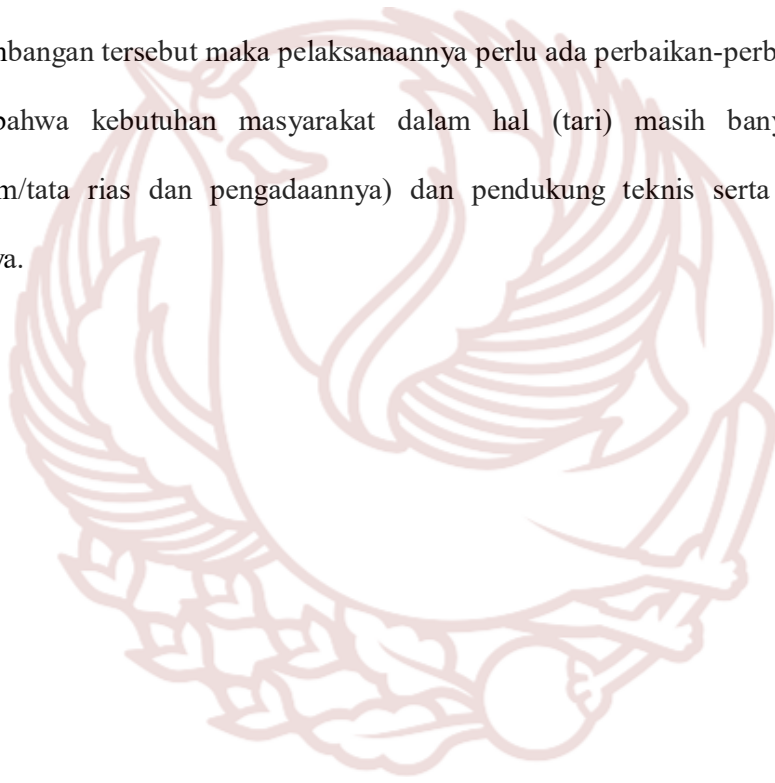 mbangan tersebut maka pelaksanaannya perlu ada perbaikan-perb
bahwa kebutuhan masyarakat dalam hal (tari) masih bany
m/tata rias dan pengadaannya) dan pendukung teknis serta
ya.